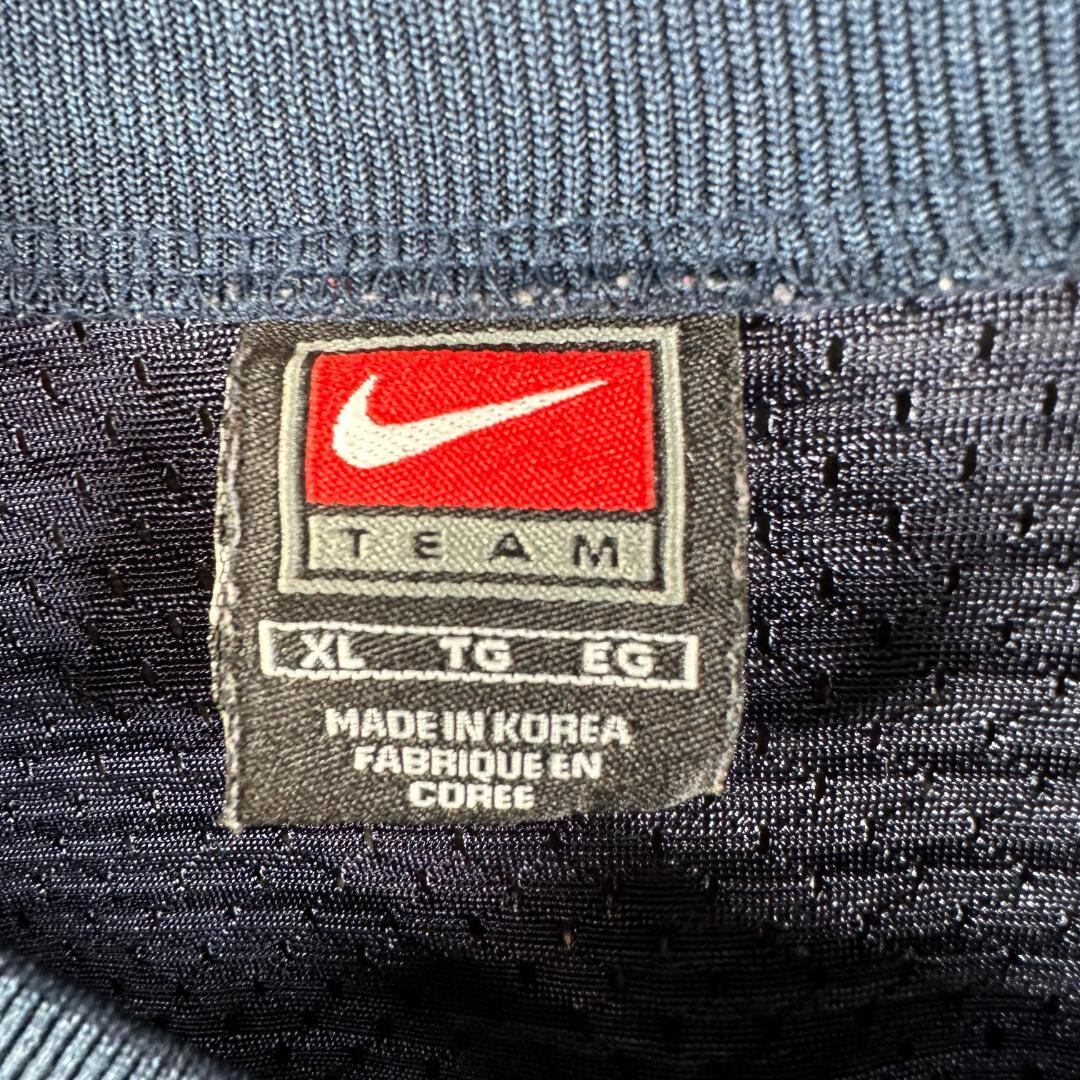 TEAM
XL TG EG
MADE IN KOREA
FABRIQUE EN
COREE